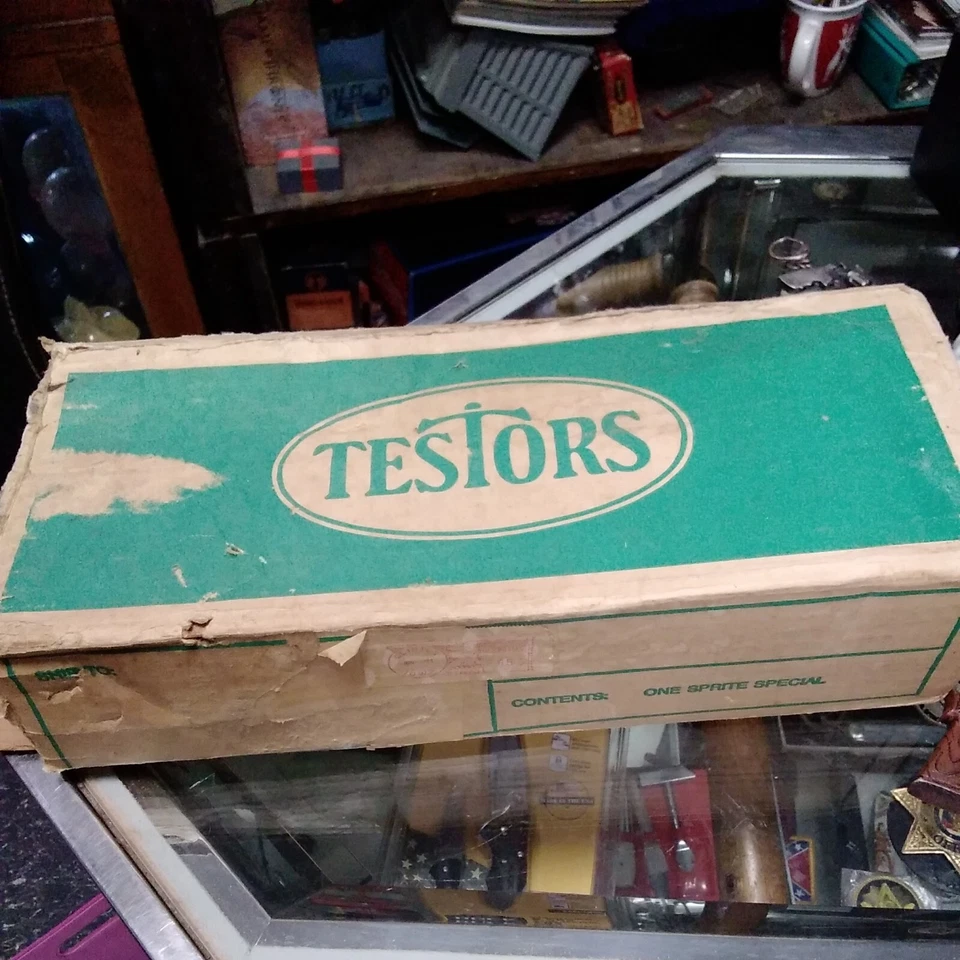 TESTORS
SHIP TO:
CONTENTS: ONE SPRITE SPECIAL